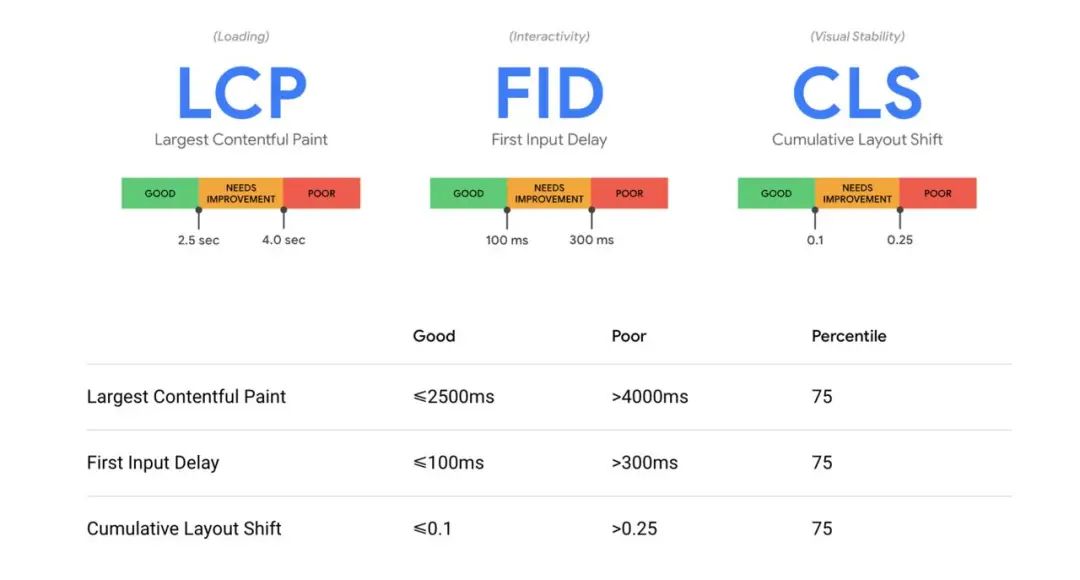 (Loading)
LCP
Largest Contentful Paint
GOOD
NEEDS
IMPROVEMENT
POOR
2.5 sec
4.0 sec
(Interactivity)
FID
First Input Delay
GOOD
NEEDS
IMPROVEMENT
POOR
100 ms
300 ms
(Visual Stability)
CLS
Cumulative Layout Shift
GOOD
NEEDS
IMPROVEMENT
POOR
0.1
0.25
Good Poor Percentile
Largest Contentful Paint ⩽2500ms >4000ms 75
First Input Delay ⩽100ms >300ms 75
Cumulative Layout Shift ⩽0.1 >0.25 75